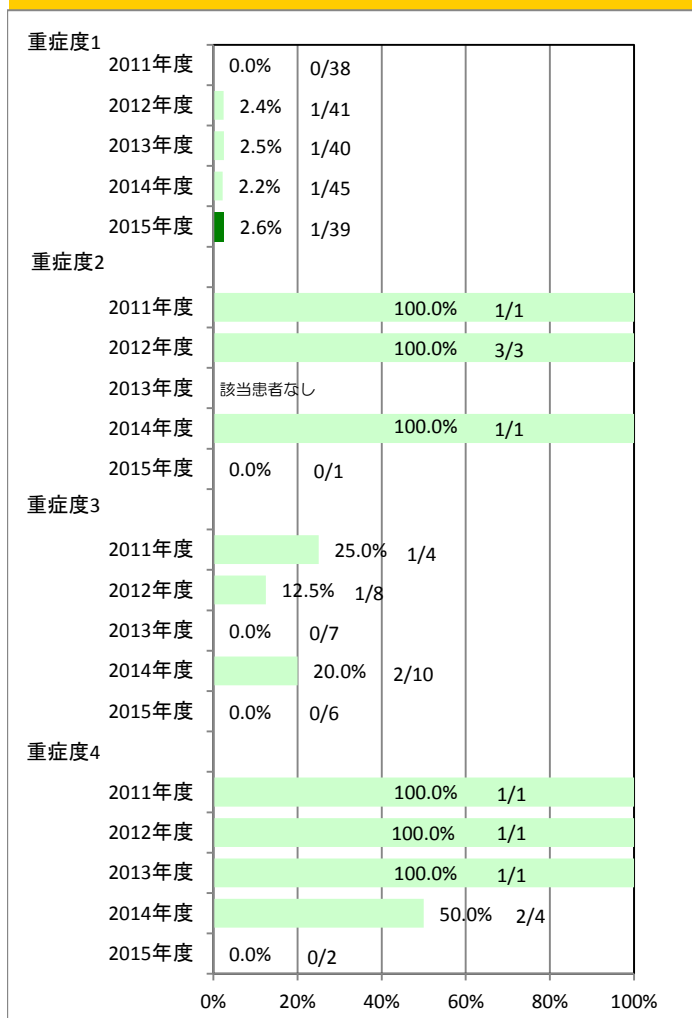 重症度1
2011年度 0.0% 0/38
2012年度 2.4% 1/41
2013年度 2.5% 1/40
2014年度 2.2% 1/45
2015年度 2.6% 1/39
重症度2
2011年度 100.0% 1/1
2012年度 100.0% 3/3
2013年度 該当患者なし
2014年度 100.0% 1/1
2015年度 0.0% 0/1
重症度3
2011年度 25.0% 1/4
2012年度 12.5% 1/8
2013年度 0.0% 0/7
2014年度 20.0% 2/10
2015年度 0.0% 0/6
重症度4
2011年度 100.0% 1/1
2012年度 100.0% 1/1
2013年度 100.0% 1/1
2014年度 50.0% 2/4
2015年度 0.0% 0/2
0% 20% 40% 60% 80% 100%